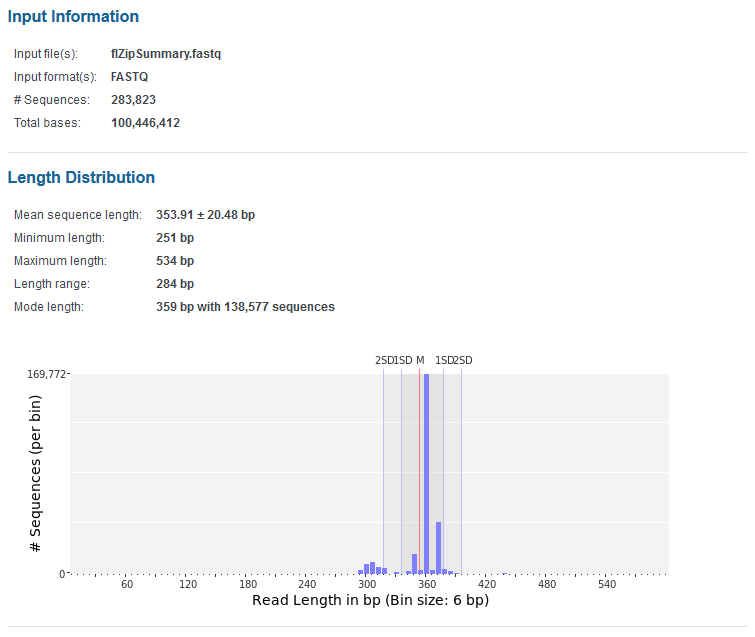 Input Information
Input file(s): flZipSummary.fastq
Input format(s): FASTQ
# Sequences: 283,823
Total bases: 100,446,412
Length Distribution
Mean sequence length: 353.91 ± 20.48 bp
Minimum length: 251 bp
Maximum length: 534 bp
Length range: 284 bp
Mode length: 359 bp with 138,577 sequences
2SD 1SD M 1SD 2SD
169,772
# Sequences (per bin)
0
60 120 180 240 300 360 420 480 540
Read Length in bp (Bin size: 6 bp)